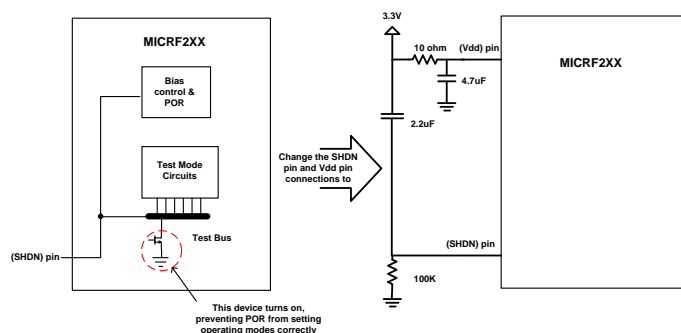 MICRF2XX
Bias
control &
POR
Test Mode
Circuits
Test Bus
(SHDN) pin
This device turns on,
preventing POR from setting
operating modes correctly
Change the SHDN
pin and Vdd pin
connections to
3.3V
10 ohm
(Vdd) pin
4.7uF
2.2uF
MICRF2XX
(SHDN) pin
100K